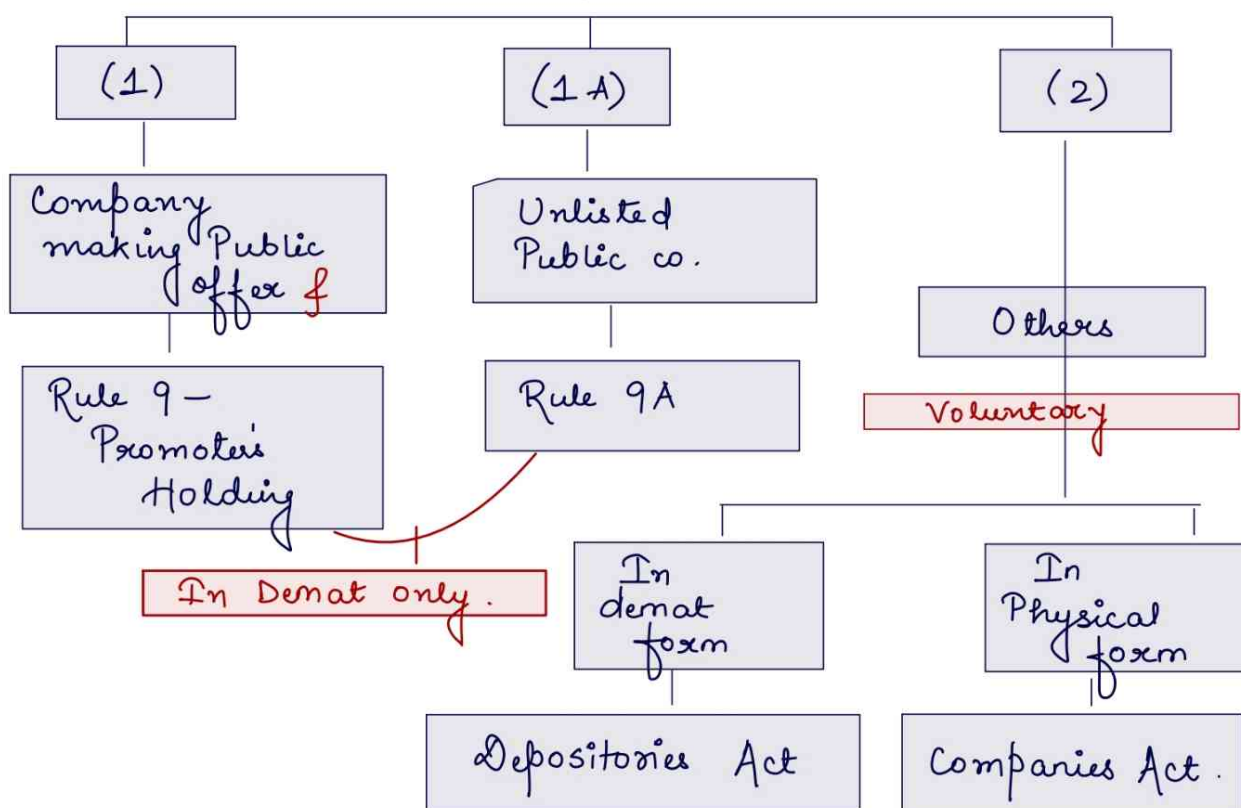 (1)
(1A)
(2)
Company
making Public
offer f
Unlisted
Public co.
Others
Rule 9 –
Promoter's
Holding
Rule 9A
Voluntary
In Demat only.
In
demat
form
In
Physical
form
Depositories Act
Companies Act.